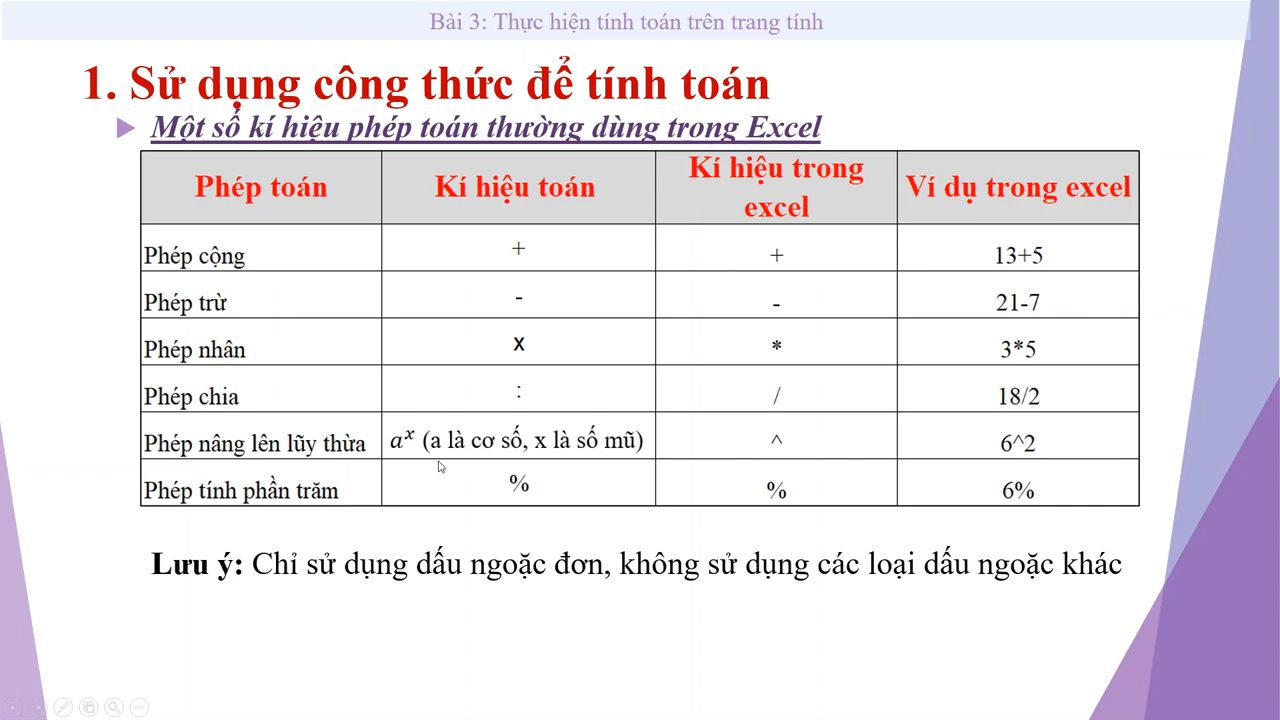 Bài 3: Thực hiện tính toán trên trang tính
1. Sử dụng công thức để tính toán
Một số kí hiệu phép toán thường dùng trong Excel
Phép toán Kí hiệu toán Kí hiệu trong excel Ví dụ trong excel
Phép cộng + + 13+5
Phép trừ - - 21-7
Phép nhân x * 3*5
Phép chia : / 18/2
Phép nâng lên lũy thừa aˣ (a là cơ số, x là số mũ) ^ 6^2
Phép tính phần trăm % % 6%
Lưu ý: Chỉ sử dụng dấu ngoặc đơn, không sử dụng các loại dấu ngoặc khác